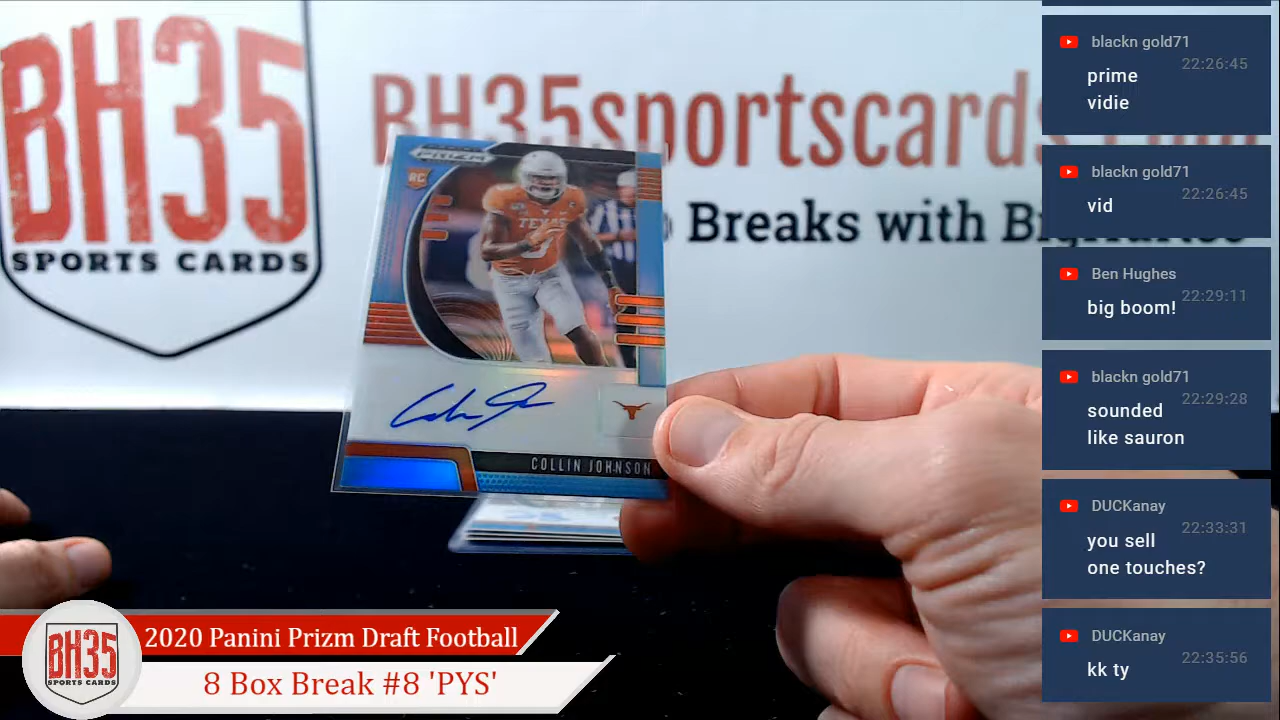 BH35
SPORTS CARDS
BH35sportscards
Breaks with
PRIZM
RC
TEXAS
COLLIN JOHNSON
blackn gold71
22:26:45
prime
vidie
blackn gold71
22:26:45
vid
Ben Hughes
22:29:11
big boom!
blackn gold71
22:29:28
sounded
like sauron
DUCKanay
22:33:31
you sell
one touches?
DUCKanay
22:35:56
kk ty
BH35
SPORTS CARDS
2020 Panini Prizm Draft Football
8 Box Break #8 'PYS'